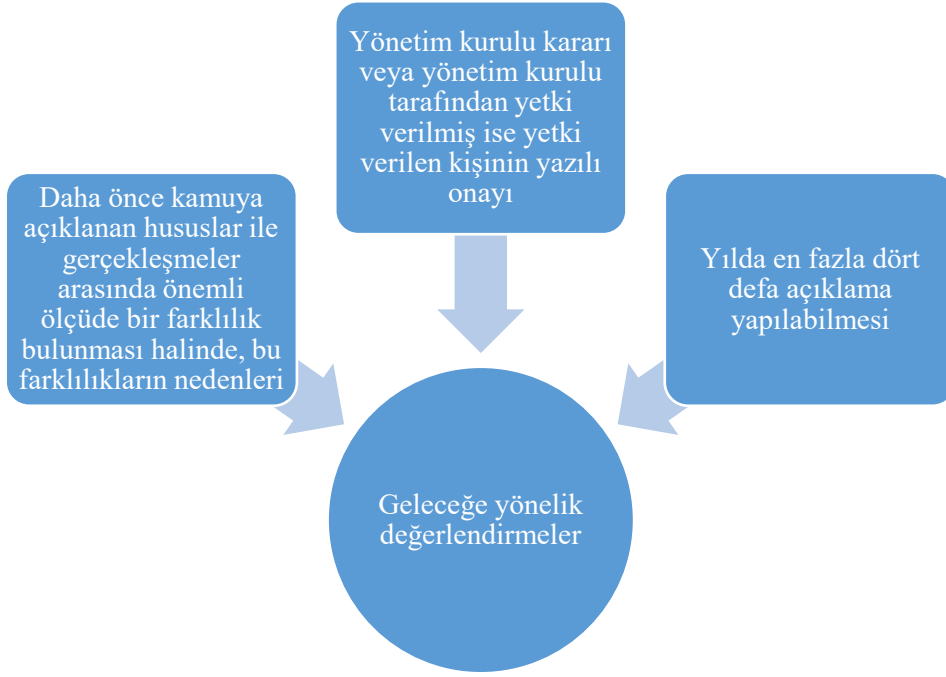 Yönetim kurulu kararı
veya yönetim kurulu
tarafından yetki
verilmiş ise yetki
verilen kişinin yazılı
onayı
Daha önce kamuya
açıklanan hususlar ile
gerçekleşmeler
arasında önemli
ölçüde bir farklılık
bulunması halinde, bu
farklılıkların nedenleri
Yılda en fazla dört
defa açıklama
yapılabilmesi
Geleceğe yönelik
değerlendirmeler